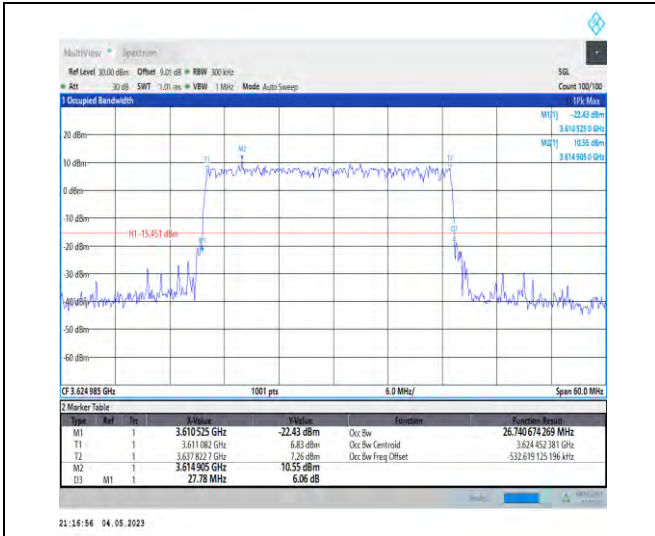 MultiView Spectrum
Ref Level 30.00 dBm Offset 9.01 dB RBW 300 kHz SGL
Att 30 dB SWT 1.01 ms VBW 1 MHz Mode Auto Sweep Count 100/100
1 Occupied Bandwidth 1Pk Max
M1[1] -22.43 dBm
3.610 525 0 GHz
M2[1] 10.55 dBm
3.614 905 0 GHz
20 dBm
M2
T1
10 dBm
0 dBm
-10 dBm
H1 -15.451 dBm
M1
-20 dBm
-30 dBm
-40 dBm
-50 dBm
-60 dBm
CF 3.624 985 GHz 1001 pts 6.0 MHz/ Span 60.0 MHz
2 Marker Table
Type Ref Trc X-Value Y-Value Function Function Result
M1 1 3.610 525 GHz -22.43 dBm Occ Bw 26.740 674 269 MHz
T1 1 3.611 082 GHz 6.83 dBm Occ Bw Centroid 3.624 452 381 GHz
T2 1 3.637 822 7 GHz 7.26 dBm Occ Bw Freq Offset -532.619 125 196 kHz
M2 1 3.614 905 GHz 10.55 dBm
D3 M1 1 27.78 MHz 6.06 dB
21:16:56 04.05.2023